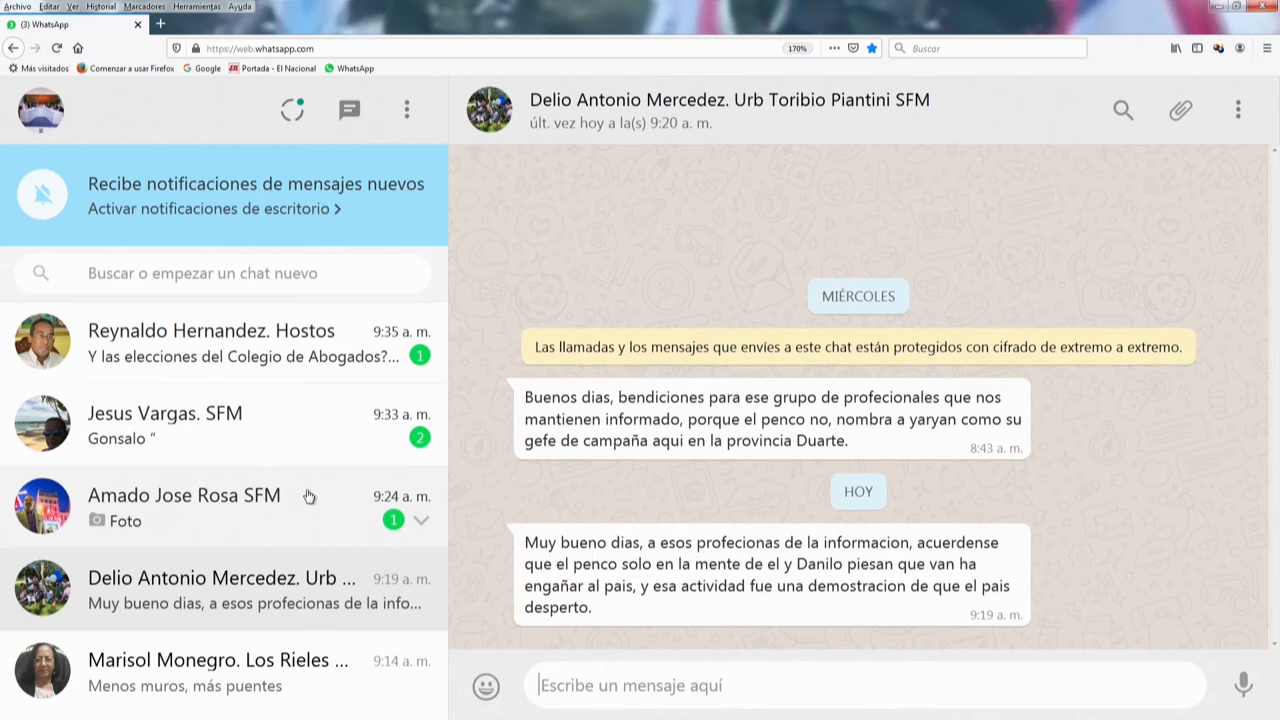 Archivo Editar Ver Historial Marcadores Herramientas Ayuda
(3) WhatsApp
https://web.whatsapp.com
170%
Buscar
Más visitados
Comenzar a usar Firefox
Google
Portada - El Nacional
WhatsApp
Recibe notificaciones de mensajes nuevos
Activar notificaciones de escritorio >
Buscar o empezar un chat nuevo
Reynaldo Hernandez. Hostos 9:35 a. m.
Y las elecciones del Colegio de Abogados?... 1
Jesus Vargas. SFM 9:33 a. m.
Gonsalo " 2
Amado Jose Rosa SFM 9:24 a. m.
Foto 1
Delio Antonio Mercedez. Urb ... 9:19 a. m.
Muy bueno dias, a esos profecionas de la info...
Marisol Monegro. Los Rieles ... 9:14 a. m.
Menos muros, más puentes
Delio Antonio Mercedez. Urb Toribio Piantini SFM
últ. vez hoy a la(s) 9:20 a. m.
MIÉRCOLES
Las llamadas y los mensajes que envíes a este chat están protegidos con cifrado de extremo a extremo.
Buenos dias, bendiciones para ese grupo de profecionales que nos
mantienen informado, porque el penco no, nombra a yaryan como su
gefe de campaña aqui en la provincia Duarte.
8:43 a. m.
HOY
Muy bueno dias, a esos profecionas de la informacion, acuerdense
que el penco solo en la mente de el y Danilo piesan que van ha
engañar al pais, y esa actividad fue una demostracion de que el pais
desperto.
9:19 a. m.
Escribe un mensaje aquí